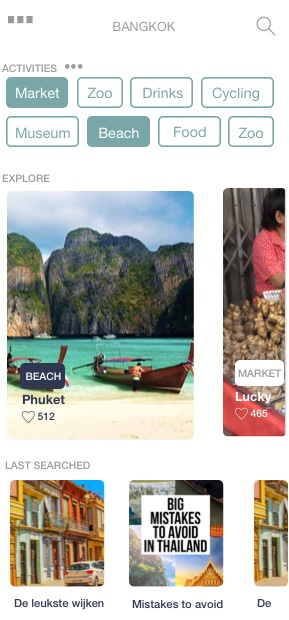 BANGKOK
ACTIVITIES
Market Zoo Drinks Cycling
Museum Beach Food Zoo
EXPLORE
BEACH
Phuket
512
MARKET
Lucky
465
LAST SEARCHED
BIG
MISTAKES
TO AVOID
IN THAILAND
De leukste wijken
Mistakes to avoid
De